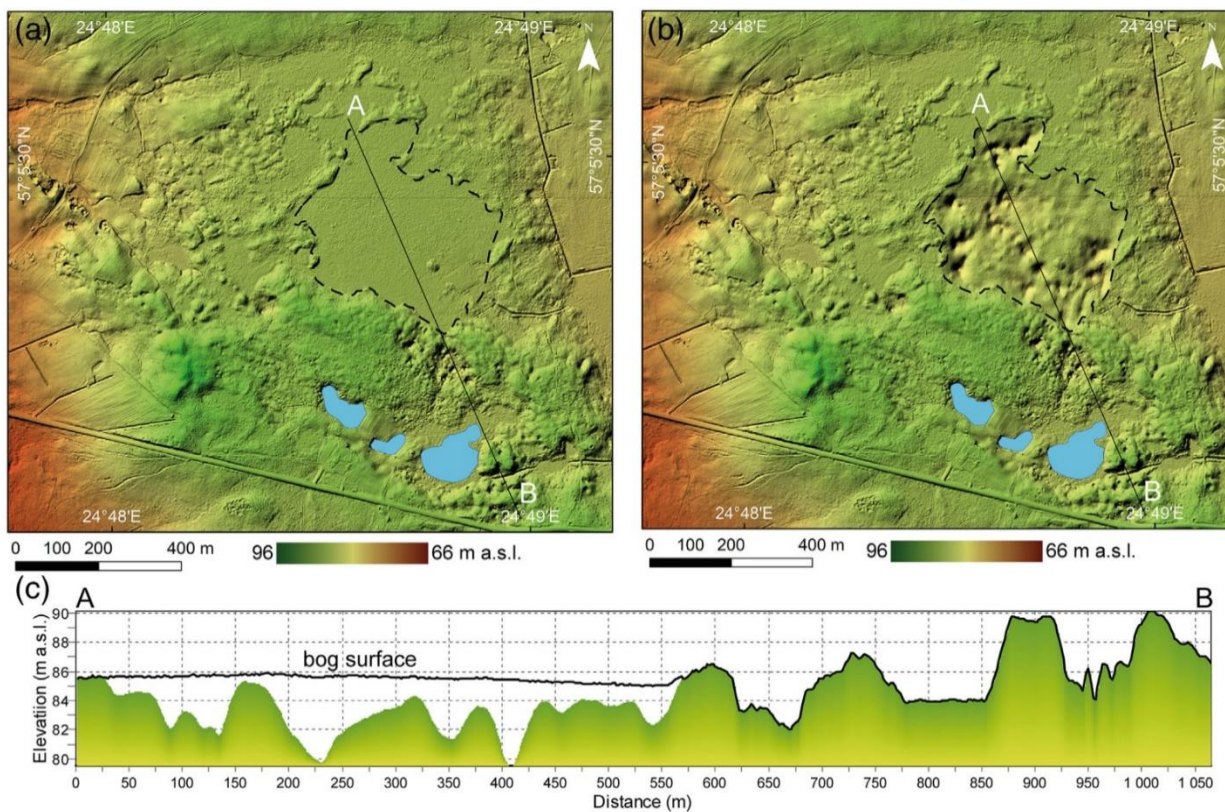 (a)
24°48'E
24°49'E
N
A
57°5'30"N
57°5'30"N
B
24°48'E
24°49'E
0 100 200 400 m
96 66 m a.s.l.
(b)
24°48'E
24°49'E
N
A
57°5'30"N
57°5'30"N
B
24°48'E
24°49'E
0 100 200 400 m
96 66 m a.s.l.
(c)
A
B
Elevatiion (m a.s.l.)
90
88
86
84
82
80
bog surface
0 50 100 150 200 250 300 350 400 450 500 550 600 650 700 750 800 850 900 950 1 000 1 050
Distance (m)